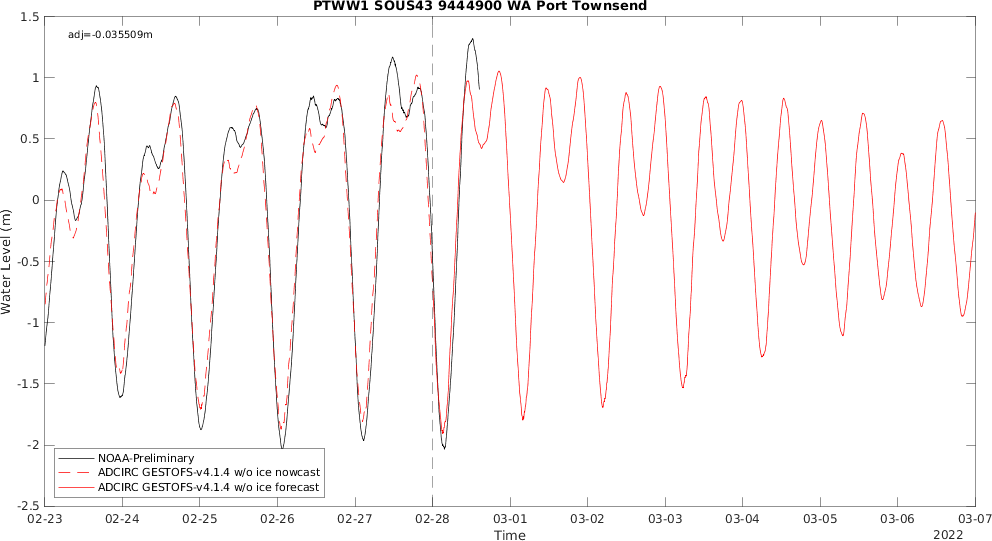 PTWW1 SOUS43 9444900 WA Port Townsend
adj=-0.035509m
1.5
1
0.5
0
-0.5
-1
-1.5
-2
-2.5
Water Level (m)
NOAA-Preliminary
ADCIRC GESTOFS-v4.1.4 w/o ice nowcast
ADCIRC GESTOFS-v4.1.4 w/o ice forecast
02-23 02-24 02-25 02-26 02-27 02-28 03-01 03-02 03-03 03-04 03-05 03-06 03-07
Time
2022